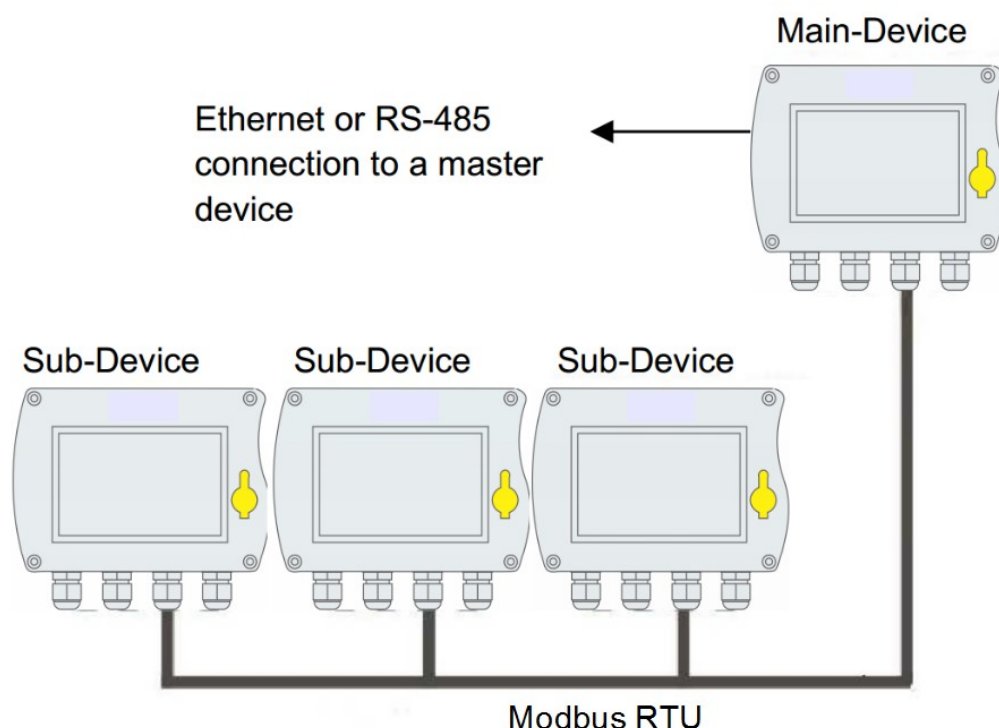 Main-Device
Ethernet or RS-485
connection to a master
device
Sub-Device
Sub-Device
Sub-Device
Modbus RTU